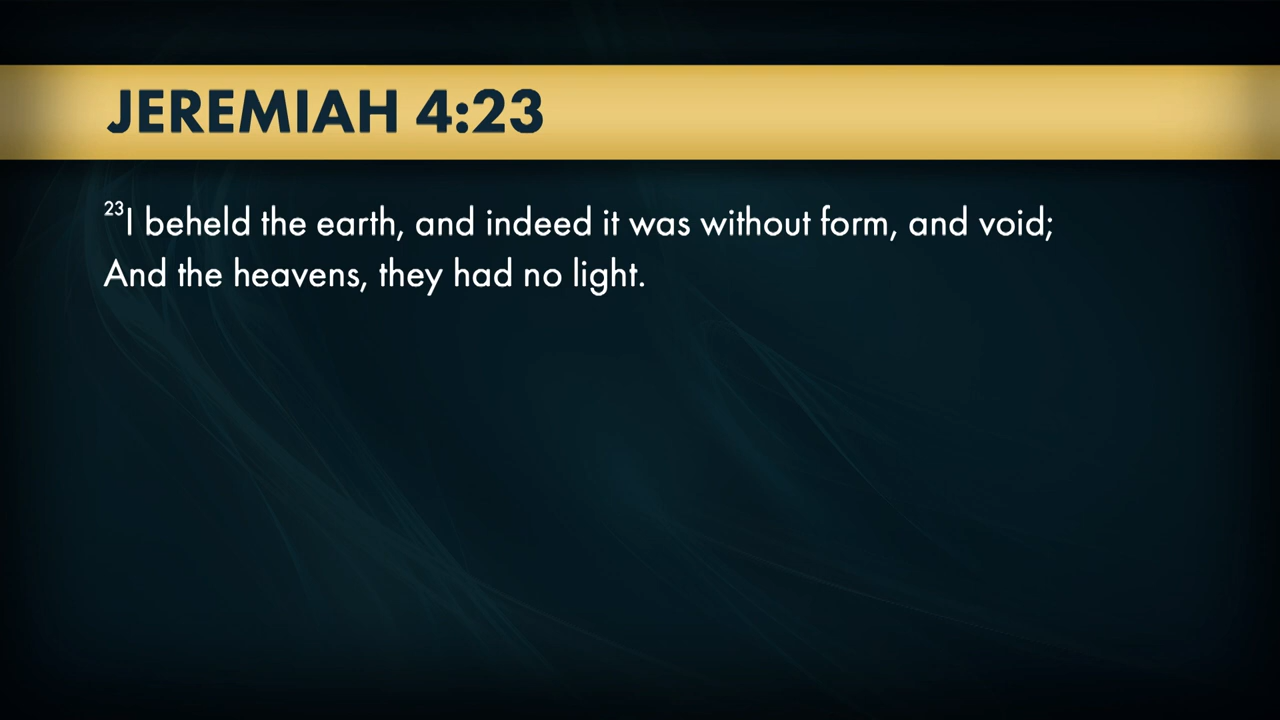 JEREMIAH 4:23
23I beheld the earth, and indeed it was without form, and void;
And the heavens, they had no light.